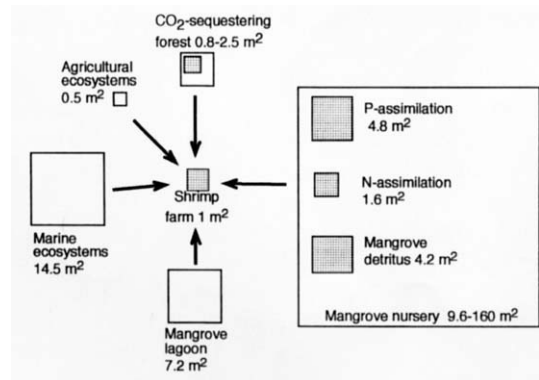 CO2-sequestering
forest 0.8-2.5 m2
Agricultural
ecosystems
0.5 m2
P-assimilation
4.8 m2
N-assimilation
1.6 m2
Shrimp
farm 1 m2
Marine
ecosystems
14.5 m2
Mangrove
detritus 4.2 m2
Mangrove nursery 9.6-160 m2
Mangrove
lagoon
7.2 m2